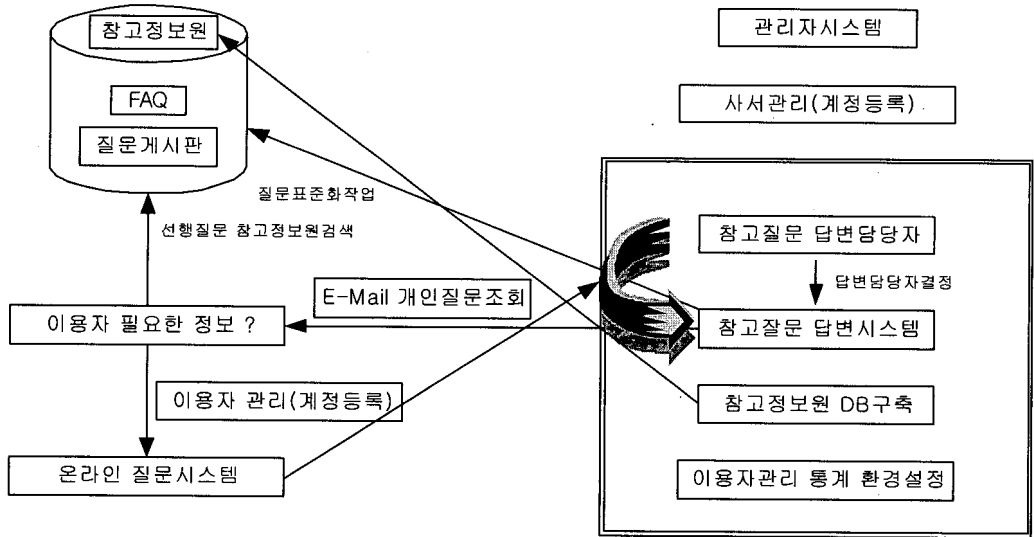 참고정보원
관리자시스템
FAQ
사서관리(계정등록)
질문게시판
질문표준화작업
선행질문 참고정보원검색
참고질문 답변담당자
답변담당자결정
E-Mail 개인질문조회
이용자 필요한 정보 ?
참고잘문 답변시스템
이용자 관리(계정등록)
참고정보원 DB구축
온라인 질문시스템
이용자관리 통계 환경설정